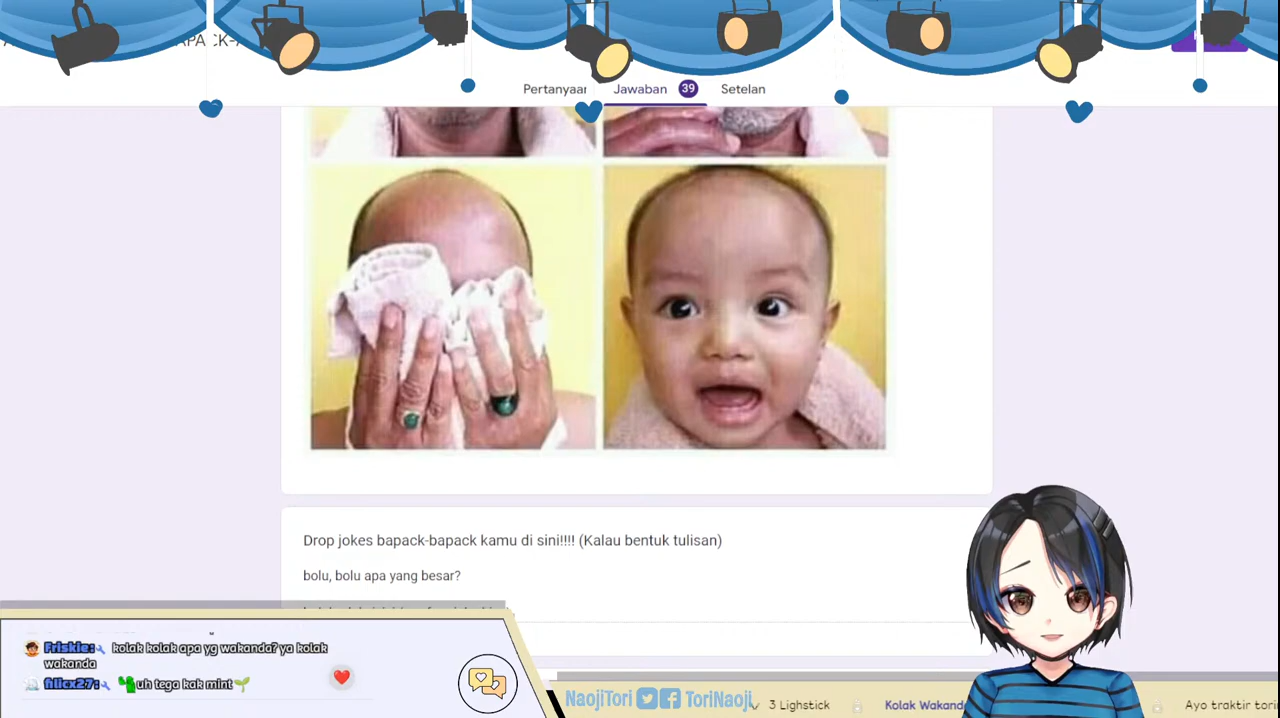 Pertanyaan Jawaban 39 Setelan
Drop jokes bapack-bapack kamu di sini!!!! (Kalau bentuk tulisan)
bolu, bolu apa yang besar?
Friskie: kolak kolak apa yg wakanda? ya kolak
wakanda
filicx27: uh tega kak mint
NaojiTori ToriNaoji
3 Lighstick Kolak Wakanda Ayo traktir tori